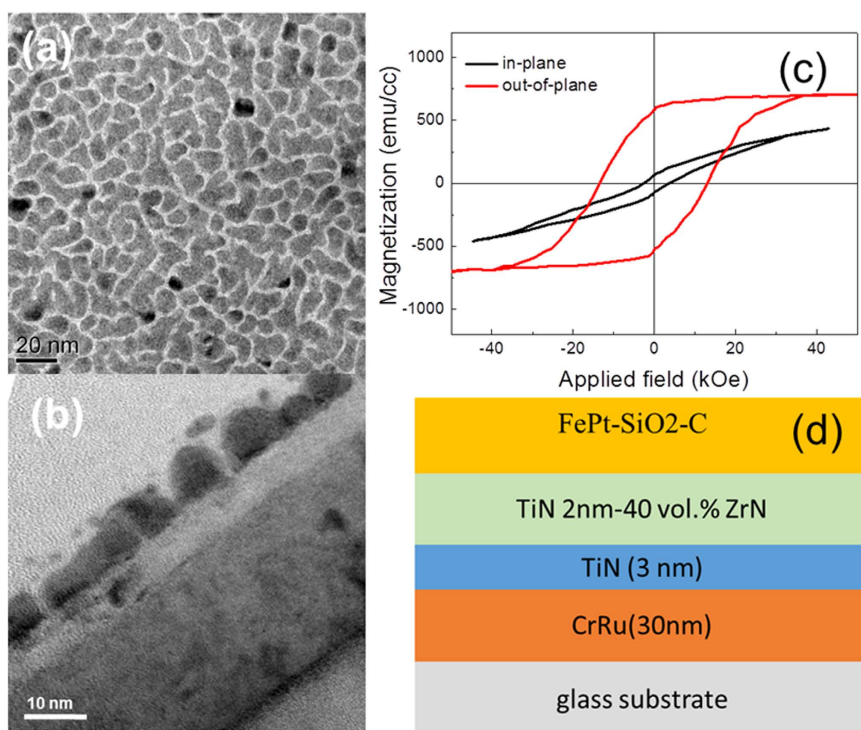 (a)
20 nm
(b)
10 nm
(c)
in-plane
out-of-plane
Magnetization (emu/cc)
1000
500
0
-500
-1000
-40
-20
0
20
40
Applied field (kOe)
(d)
FePt-SiO2-C
TiN 2nm-40 vol.% ZrN
TiN (3 nm)
CrRu(30nm)
glass substrate